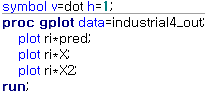 symbol v=dot h=1;
proc gplot data=industrial4_out;
plot ri*pred;
plot ri*X;
plot ri*X2;
run;